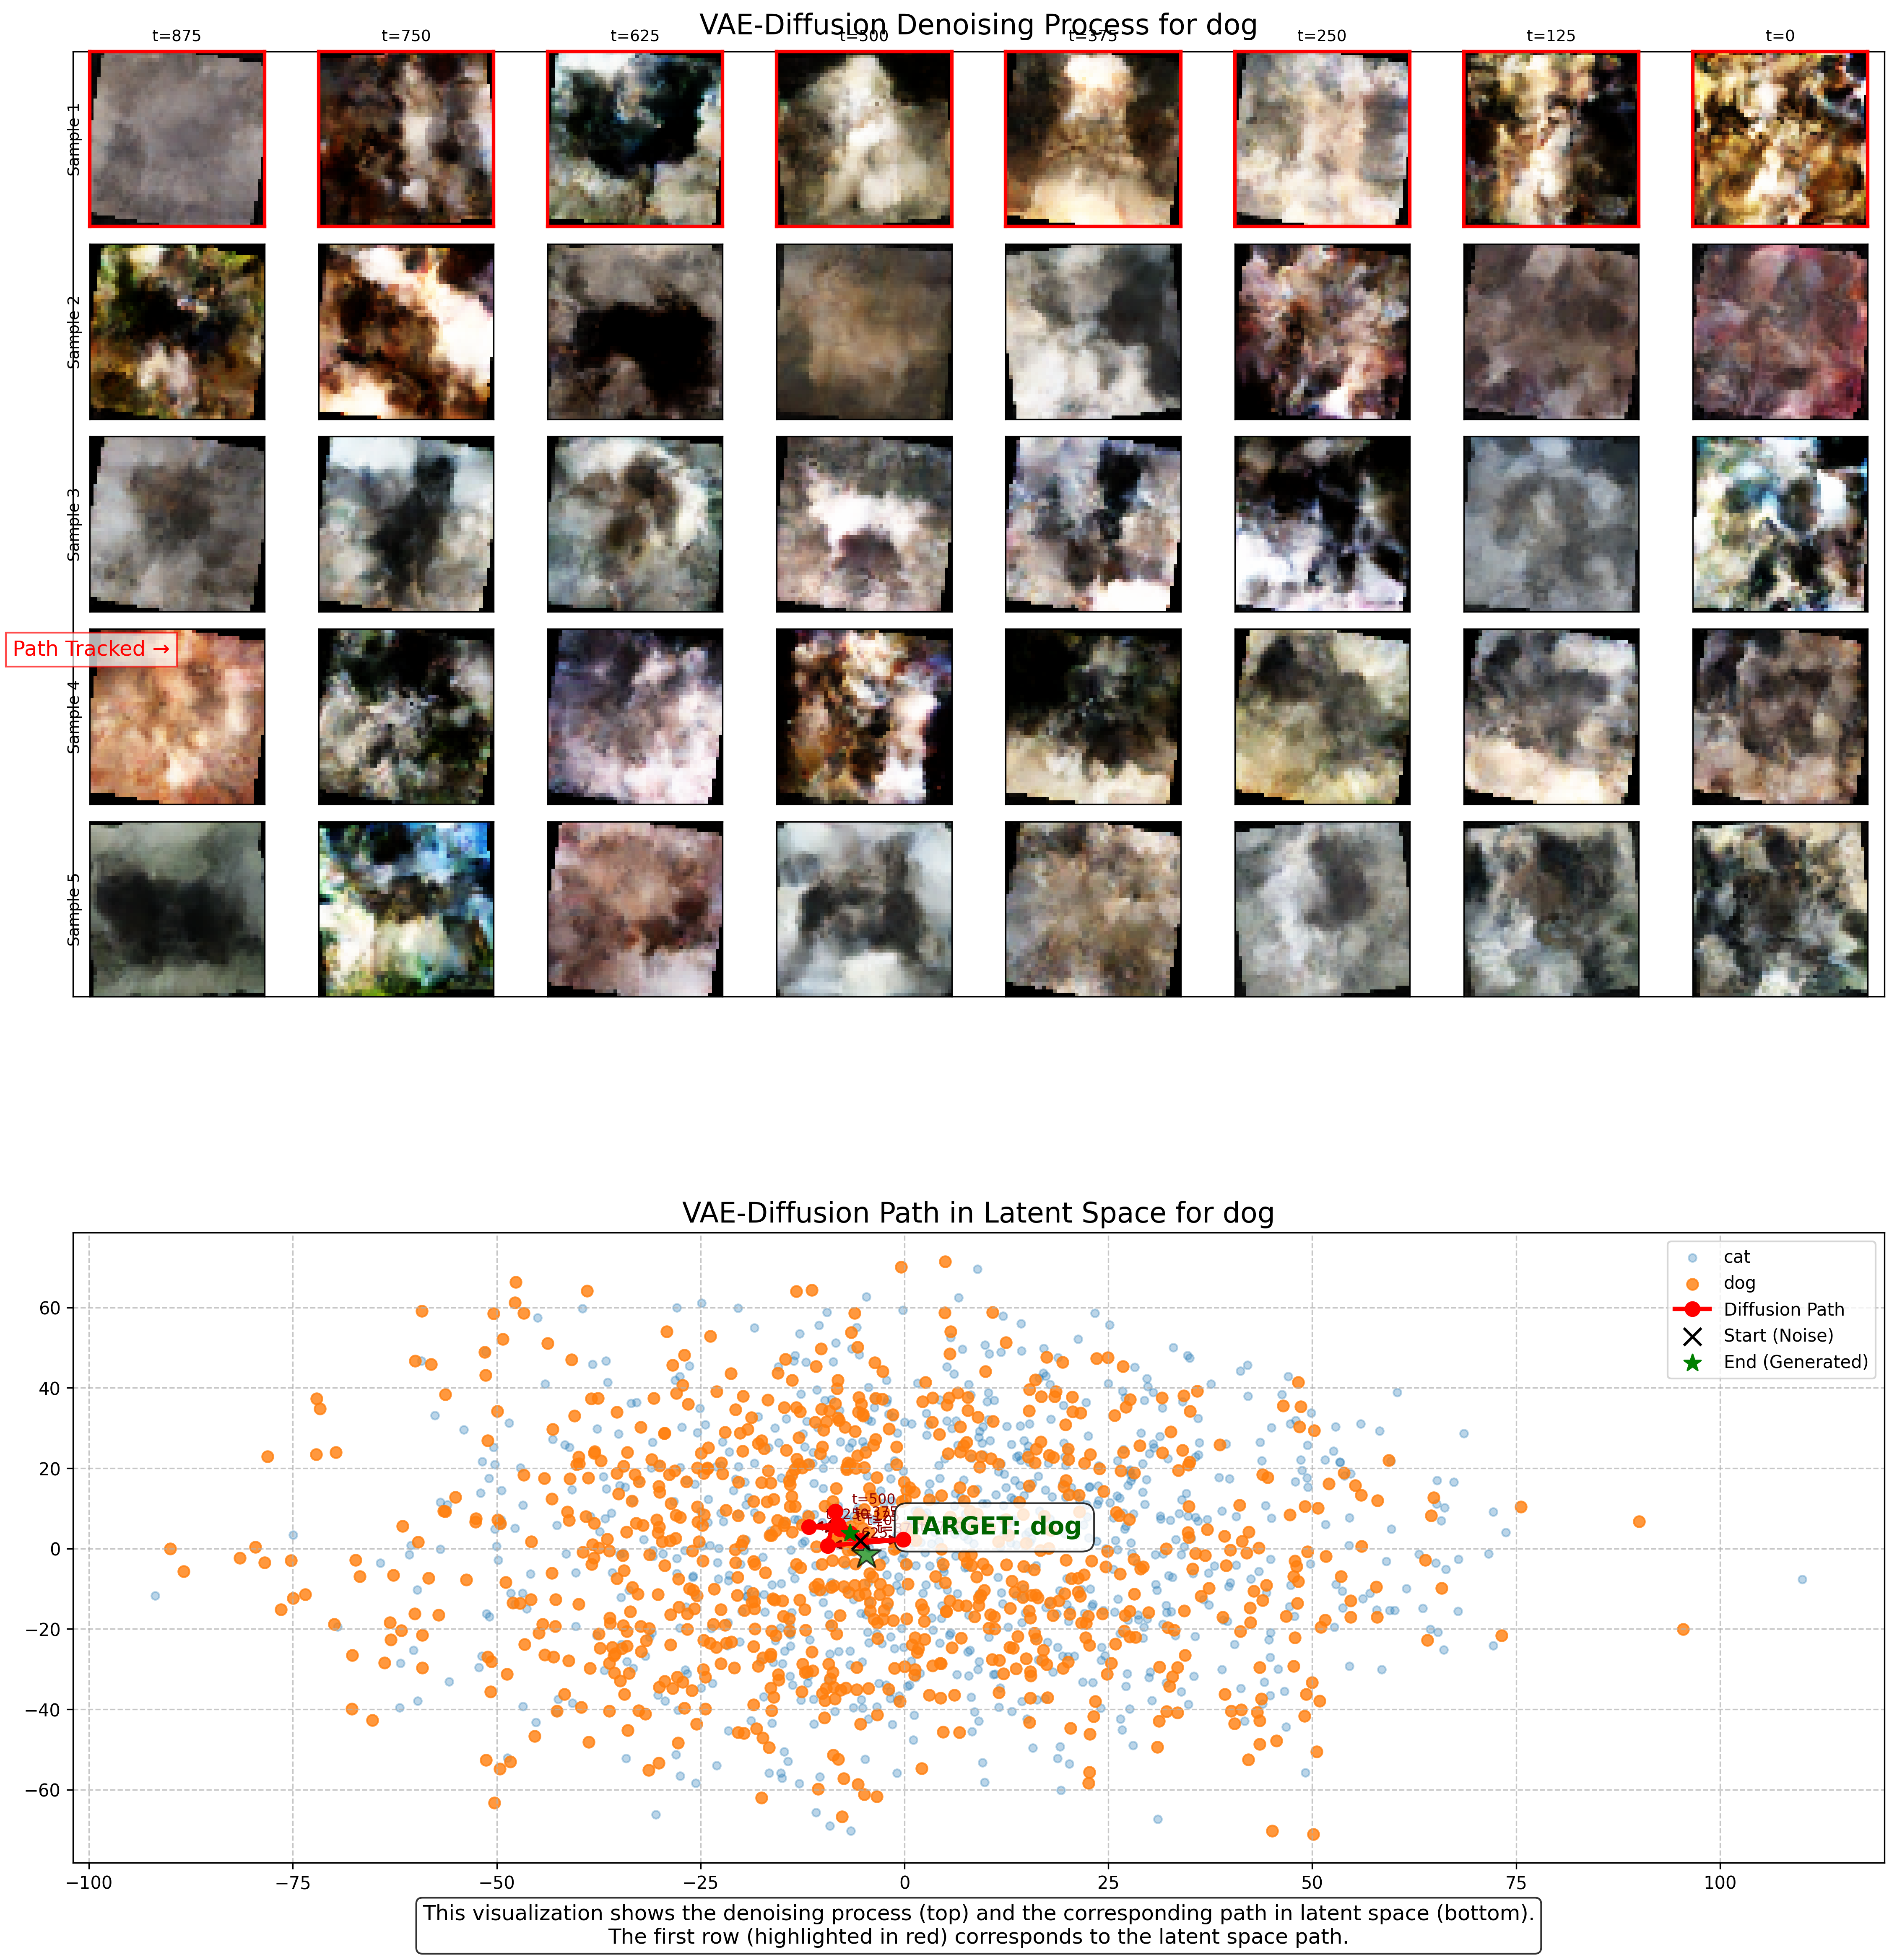 VAE-Diffusion Denoising Process for dog
t=875
t=750
t=625
t=500
t=375
t=250
t=125
t=0
Sample 1
Sample 2
Sample 3
Path Tracked →
Sample 4
Sample 5
VAE-Diffusion Path in Latent Space for dog
cat
dog
Diffusion Path
Start (Noise)
End (Generated)
60
40
20
0
−20
−40
−60
t=500
t=0
TARGET: dog
−100
−75
−50
−25
0
25
50
75
100
This visualization shows the denoising process (top) and the corresponding path in latent space (bottom).
The first row (highlighted in red) corresponds to the latent space path.